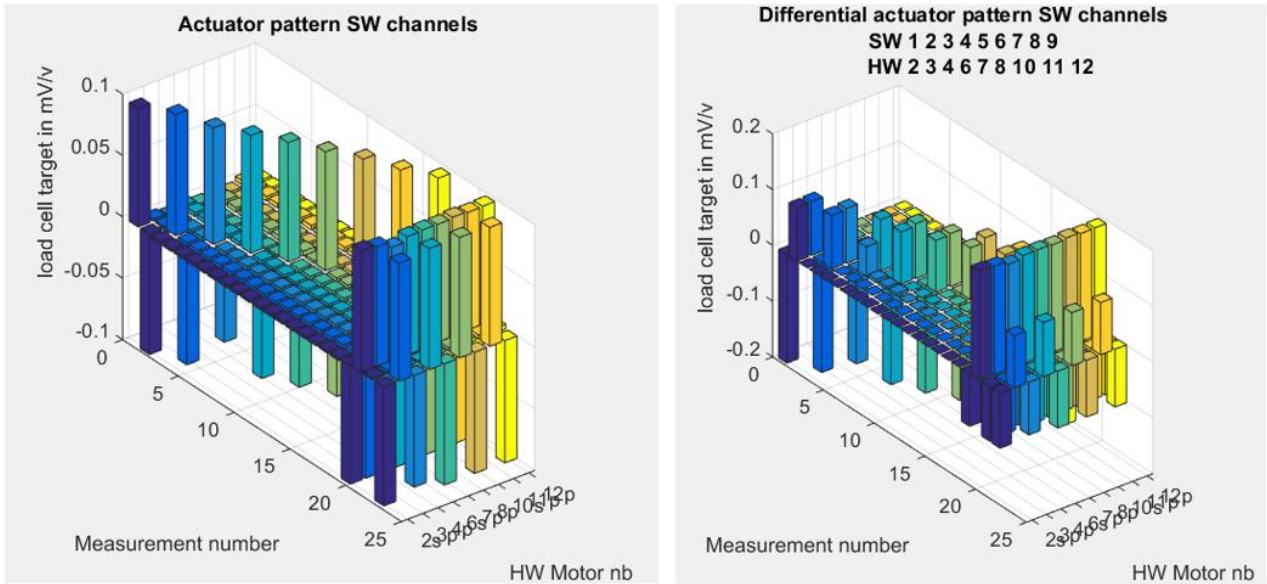 Actuator pattern SW channels
load cell target in mV/v
0.1
0.05
0
-0.05
-0.1
0
5
10
15
20
25
Measurement number
HW Motor nb
Differential actuator pattern SW channels
SW 1 2 3 4 5 6 7 8 9
HW 2 3 4 6 7 8 10 11 12
load cell target in mV/v
0.2
0.1
0
-0.1
-0.2
0
5
10
15
20
25
Measurement number
HW Motor nb